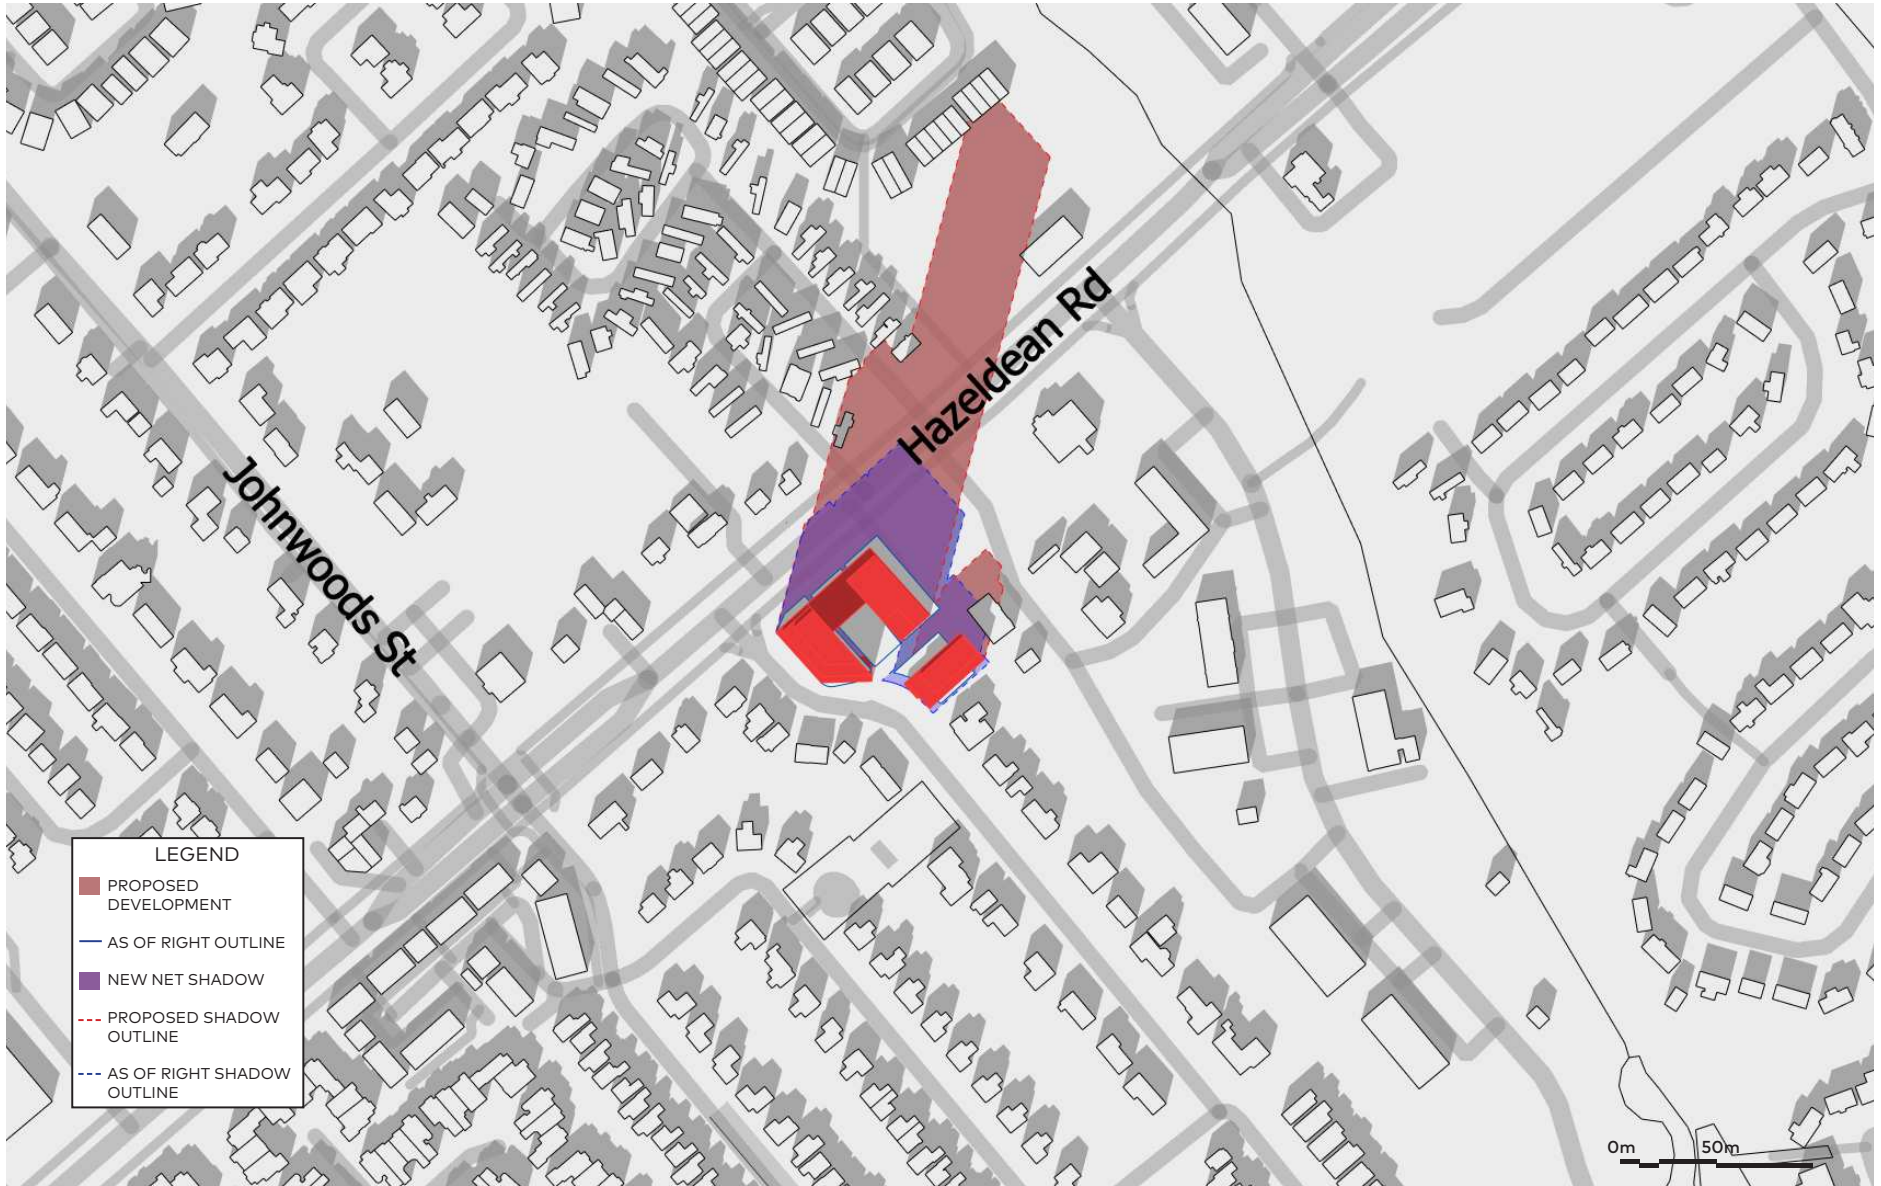 Hazeldean Rd
Johnwoods St
LEGEND
PROPOSED
DEVELOPMENT
AS OF RIGHT OUTLINE
NEW NET SHADOW
PROPOSED SHADOW
OUTLINE
AS OF RIGHT SHADOW
OUTLINE
0m 50m